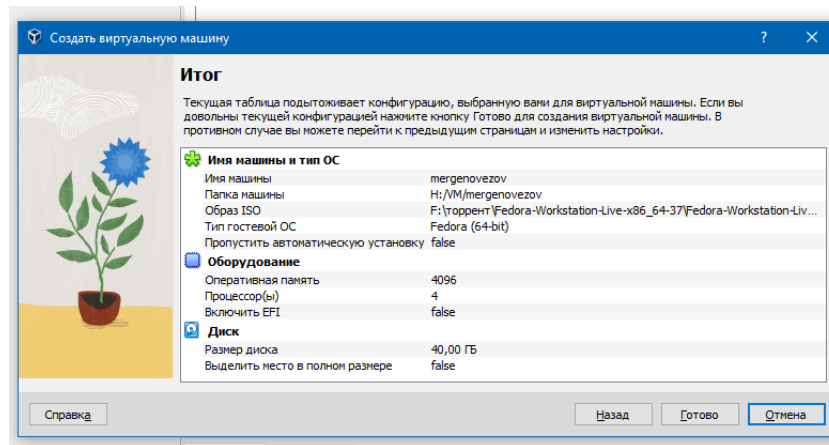 Создать виртуальную машину
?
Итог
Текущая таблица подытоживает конфигурацию, выбранную вами для виртуальной машины. Если вы
довольны текущей конфигурацией нажмите кнопку Готово для создания виртуальной машины. В
противном случае вы можете перейти к предыдущим страницам и изменить настройки.
Имя машины и тип ОС
Имя машины mergenovezov
Папка машины H:/VM/mergenovezov
Образ ISO F:\торрент\Fedora-Workstation-Live-x86_64-37\Fedora-Workstation-Liv...
Тип гостевой ОС Fedora (64-bit)
Пропустить автоматическую установку false
Оборудование
Оперативная память 4096
Процессор(ы) 4
Включить EFI false
Диск
Размер диска 40,00 ГБ
Выделить место в полном размере false
Справка Назад Готово Отмена